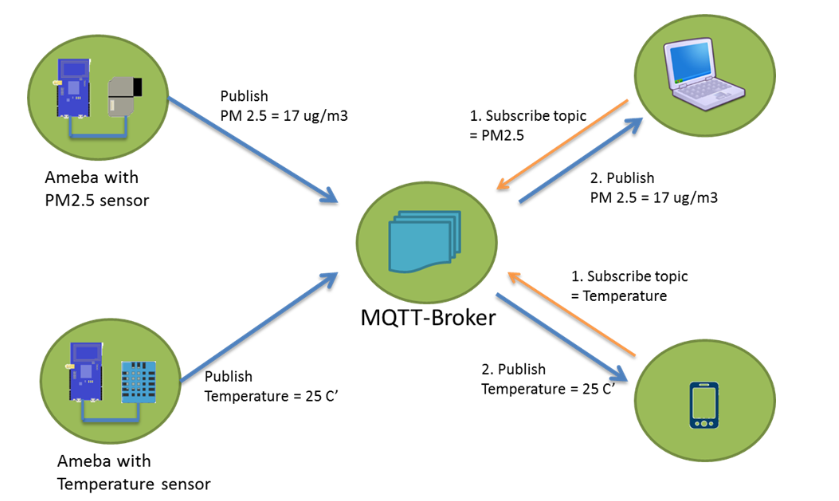 Publish
PM 2.5 = 17 ug/m3
Ameba with
PM2.5 sensor
1. Subscribe topic
= PM2.5
2. Publish
PM 2.5 = 17 ug/m3
MQTT-Broker
1. Subscribe topic
= Temperature
2. Publish
Temperature = 25 C’
Publish
Temperature = 25 C’
Ameba with
Temperature sensor